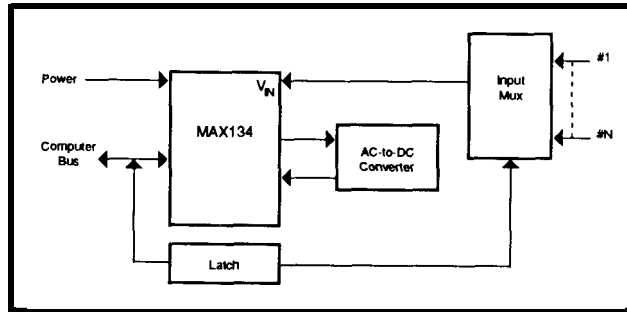 Power
V_IN
MAX134
Computer
Bus
AC-to-DC
Converter
Input
Mux
#1
#N
Latch